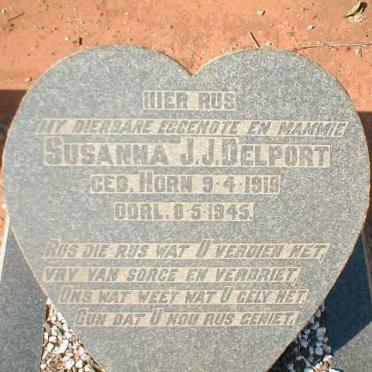 HIER RUS
MY DIERBARE EGGENOTE EN MAMMIE
SUSANNA J.J. DELPORT
GEB. HORN 9-4-1919
OORL. 8-5-1945.
RUS DIE RUS WAT U VERDIEN HET,
VRY VAN SORGE EN VERDRIET,
ONS WAT WEET WAT U GELY HET,
GUN DAT U NOU RUS GENIET.